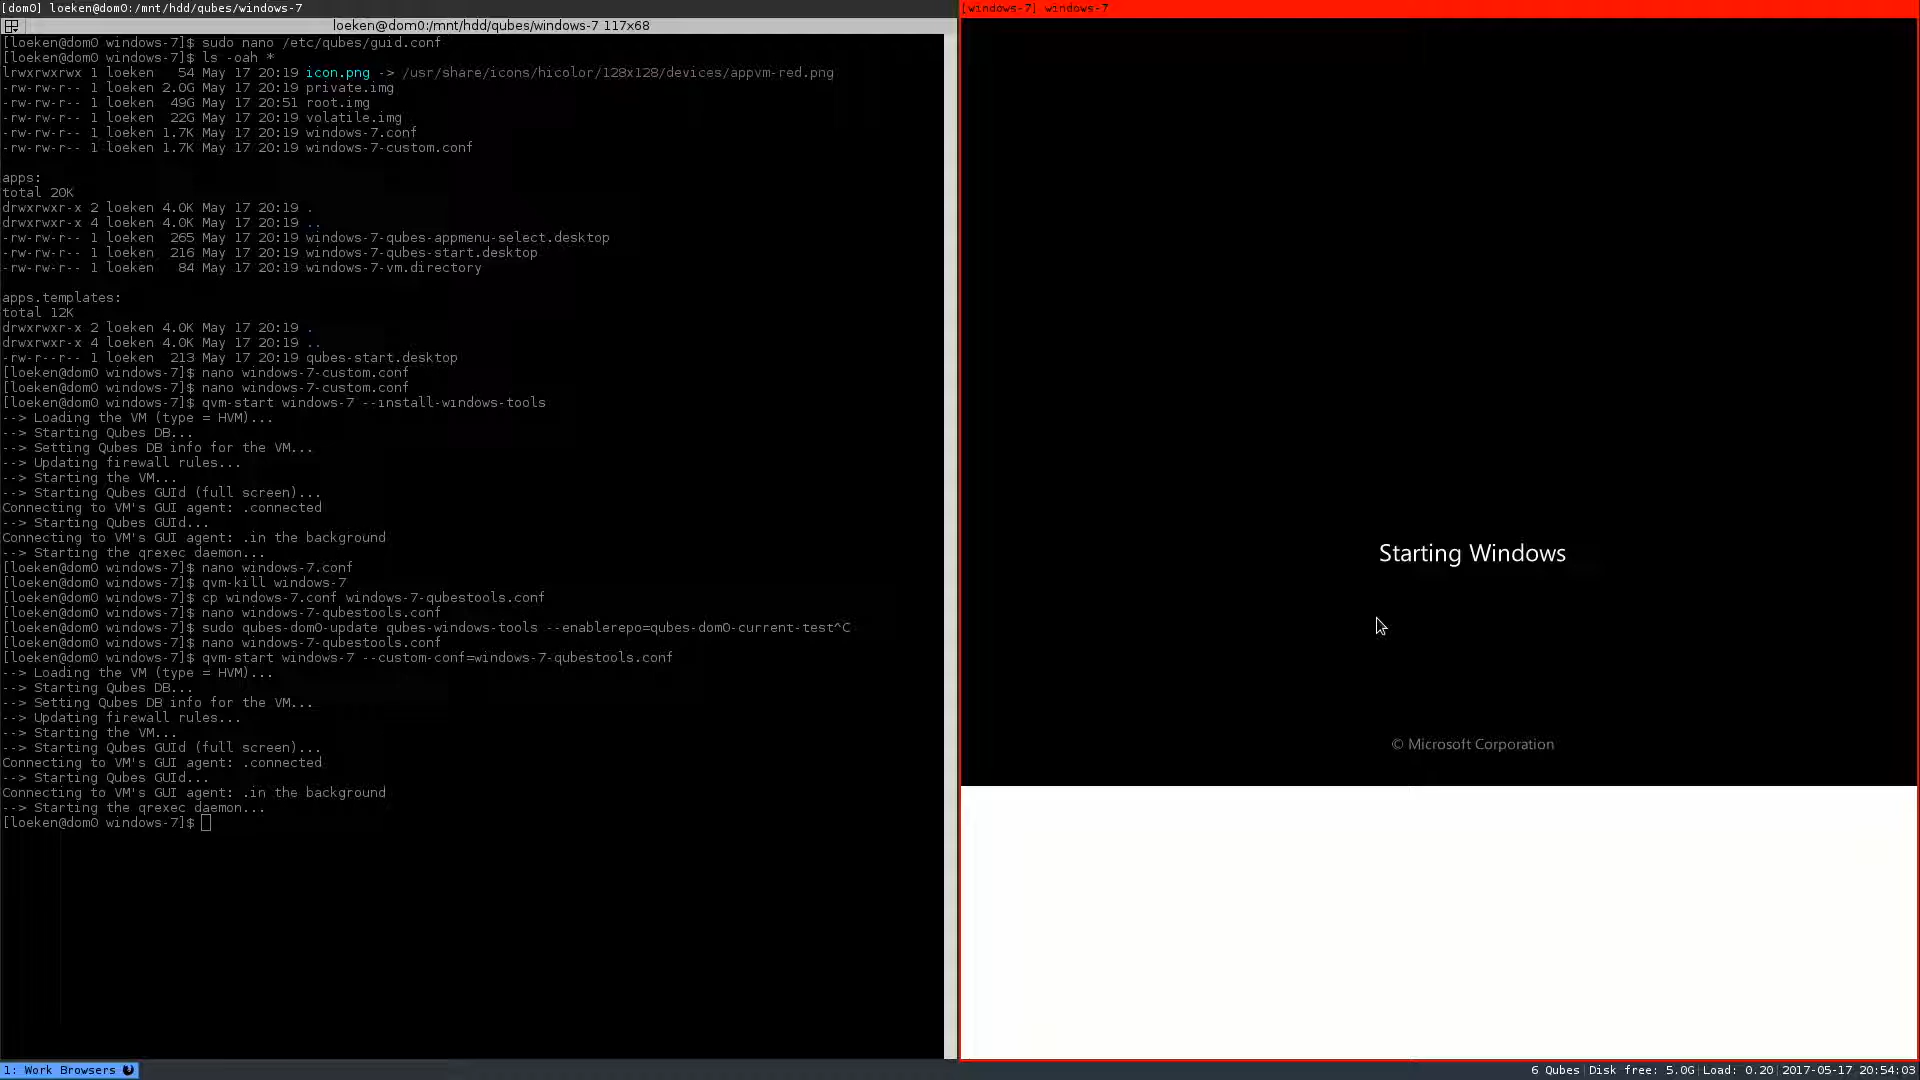 [dom0] loeken@dom0:/mnt/hdd/qubes/windows-7
loeken@dom0:/mnt/hdd/qubes/windows-7 117x68
[loeken@dom0 windows-7]$ sudo nano /etc/qubes/guid.conf
[loeken@dom0 windows-7]$ ls -oah *
lrwxrwxrwx 1 loeken   54 May 17 20:19 icon.png -> /usr/share/icons/hicolor/128x128/devices/appvm-red.png
-rw-rw-r-- 1 loeken 2.0G May 17 20:19 private.img
-rw-rw-r-- 1 loeken  49G May 17 20:51 root.img
-rw-rw-r-- 1 loeken  22G May 17 20:19 volatile.img
-rw-rw-r-- 1 loeken 1.7K May 17 20:19 windows-7.conf
-rw-rw-r-- 1 loeken 1.7K May 17 20:19 windows-7-custom.conf
apps:
total 20K
drwxrwxr-x 2 loeken 4.0K May 17 20:19 .
drwxrwxr-x 4 loeken 4.0K May 17 20:19 ..
-rw-rw-r-- 1 loeken  265 May 17 20:19 windows-7-qubes-appmenu-select.desktop
-rw-rw-r-- 1 loeken  216 May 17 20:19 windows-7-qubes-start.desktop
-rw-rw-r-- 1 loeken   84 May 17 20:19 windows-7-vm.directory
apps.templates:
total 12K
drwxrwxr-x 2 loeken 4.0K May 17 20:19 .
drwxrwxr-x 4 loeken 4.0K May 17 20:19 ..
-rw-r--r-- 1 loeken  213 May 17 20:19 qubes-start.desktop
[loeken@dom0 windows-7]$ nano windows-7-custom.conf
[loeken@dom0 windows-7]$ nano windows-7-custom.conf
[loeken@dom0 windows-7]$ qvm-start windows-7 --install-windows-tools
--> Loading the VM (type = HVM)...
--> Starting Qubes DB...
--> Setting Qubes DB info for the VM...
--> Updating firewall rules...
--> Starting the VM...
--> Starting Qubes GUId (full screen)...
Connecting to VM's GUI agent: .connected
--> Starting Qubes GUId...
Connecting to VM's GUI agent: .in the background
--> Starting the qrexec daemon...
[loeken@dom0 windows-7]$ nano windows-7.conf
[loeken@dom0 windows-7]$ qvm-kill windows-7
[loeken@dom0 windows-7]$ cp windows-7.conf windows-7-qubestools.conf
[loeken@dom0 windows-7]$ nano windows-7-qubestools.conf
[loeken@dom0 windows-7]$ sudo qubes-dom0-update qubes-windows-tools --enablerepo=qubes-dom0-current-test^C
[loeken@dom0 windows-7]$ nano windows-7-qubestools.conf
[loeken@dom0 windows-7]$ qvm-start windows-7 --custom-conf=windows-7-qubestools.conf
--> Loading the VM (type = HVM)...
--> Starting Qubes DB...
--> Setting Qubes DB info for the VM...
--> Updating firewall rules...
--> Starting the VM...
--> Starting Qubes GUId (full screen)...
Connecting to VM's GUI agent: .connected
--> Starting Qubes GUId...
Connecting to VM's GUI agent: .in the background
--> Starting the qrexec daemon...
[loeken@dom0 windows-7]$
[windows-7] windows-7
Starting Windows
© Microsoft Corporation
1: Work Browsers
6 Qubes Disk free: 5.0G Load: 0.20 2017-05-17 20:54:03